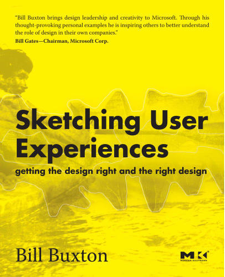 "Bill Buxton brings design leadership and creativity to Microsoft. Through his
thought-provoking personal examples he is inspiring others to better understand
the role of design in their own companies."
Bill Gates—Chairman, Microsoft Corp.
Sketching User
Experiences
getting the design right and the right design
Bill Buxton
M K